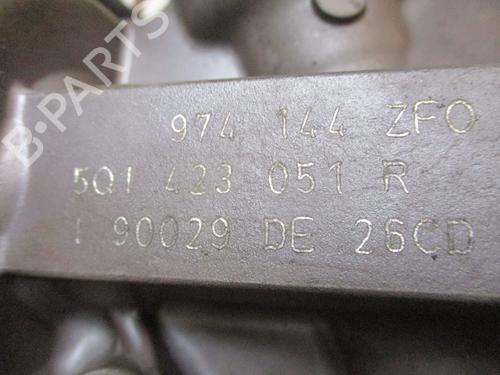 B-PARTS
974 144 ZFO
5Q1 423 051 R
1 90029 DE 26CD